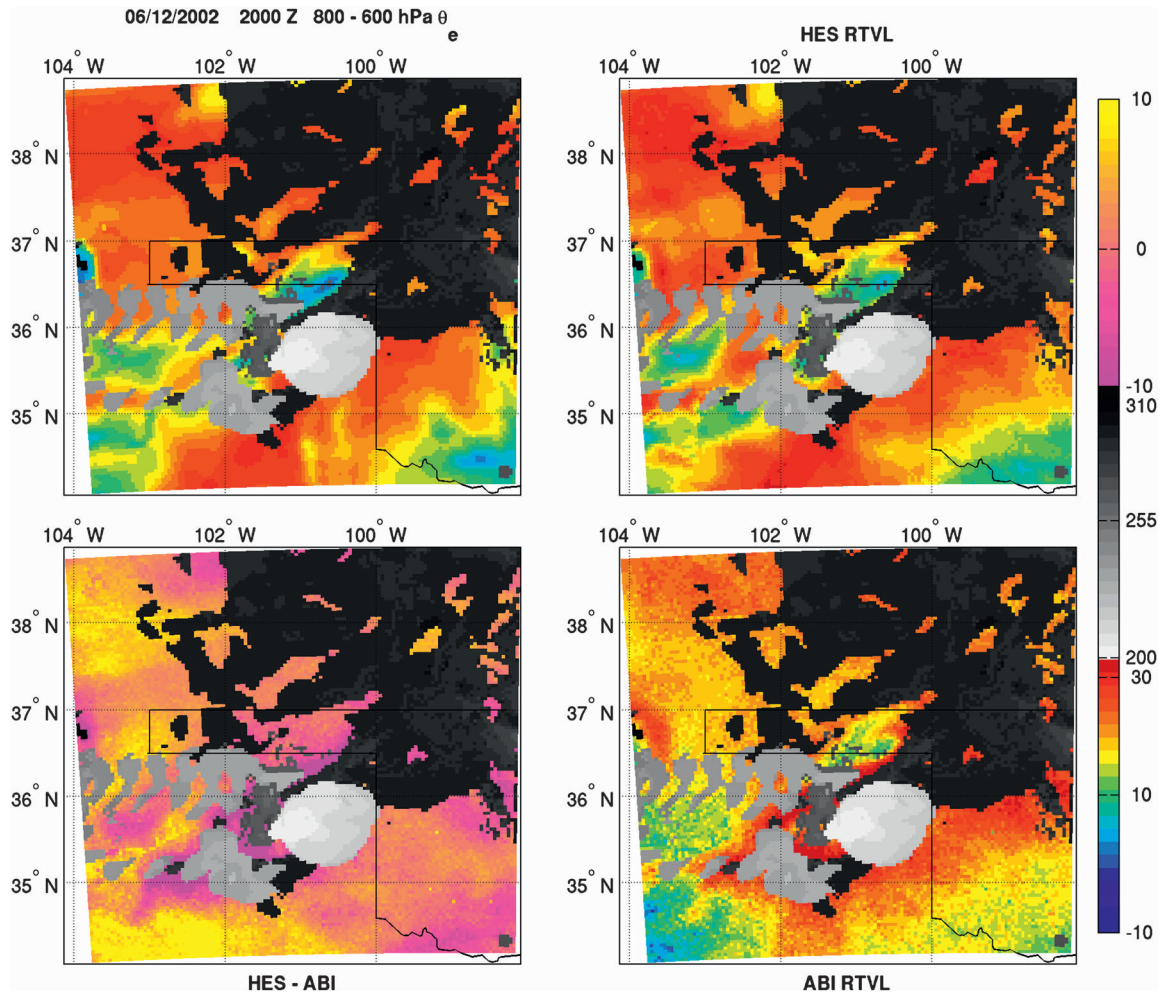 06/12/2002 2000 Z 800 - 600 hPa θe
HES RTVL
104° W 102° W 100° W
104° W 102° W 100° W
38° N
37° N
36° N
35° N
38° N
37° N
36° N
35° N
10
0
-10
310
255
200
30
10
-10
104° W 102° W 100° W
104° W 102° W 100° W
38° N
37° N
36° N
35° N
38° N
37° N
36° N
35° N
HES - ABI
ABI RTVL